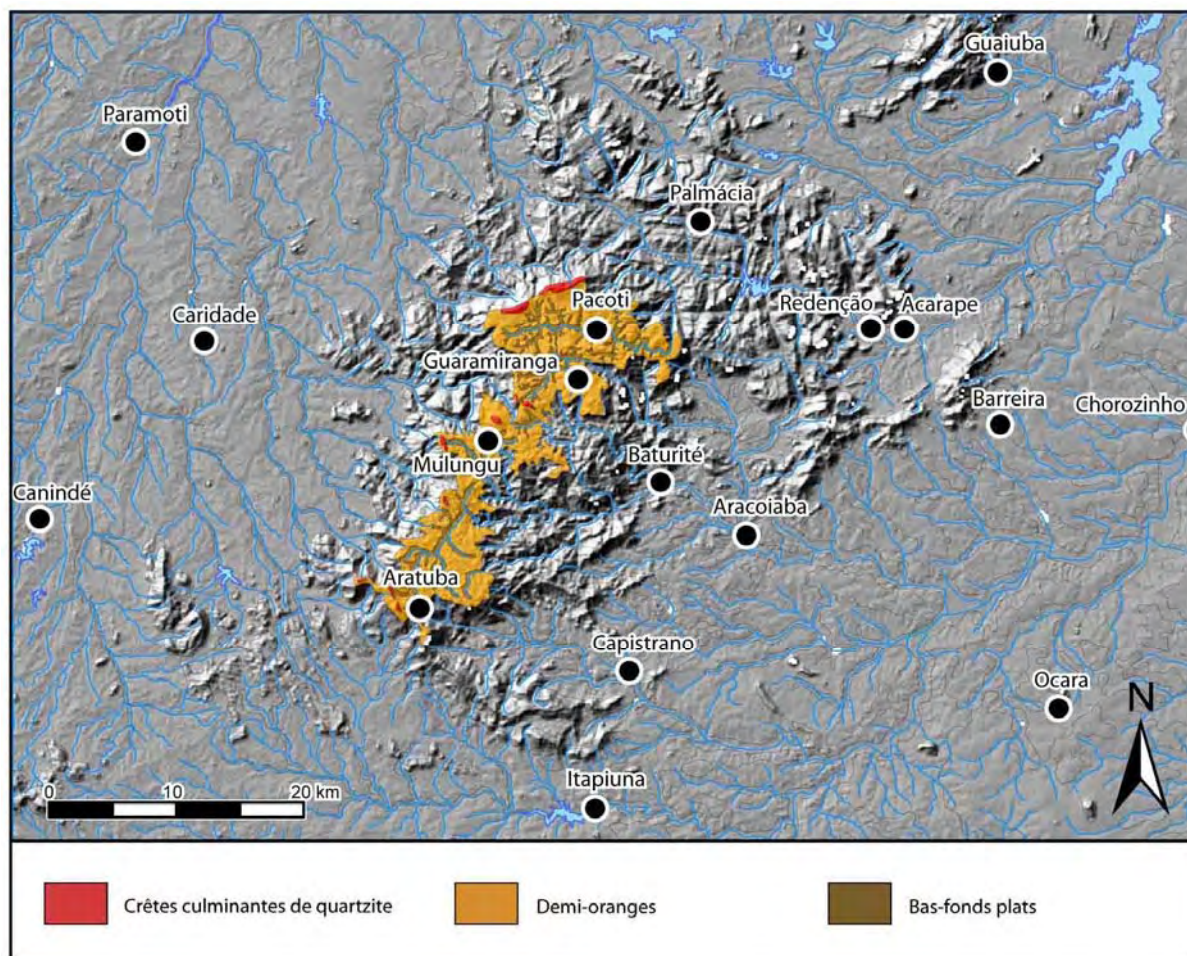 Guaiuba
Paramoti
Palmácia
Pacoti
Redenção
Acarape
Caridade
Guaramiranga
Barreira
Chorozinho
Mulungu
Baturité
Canindé
Aracoiaba
Aratuba
Capistrano
Ocara
N
Itapiuna
0 10 20 km
Crêtes culminantes de quartzite
Demi-oranges
Bas-fonds plats